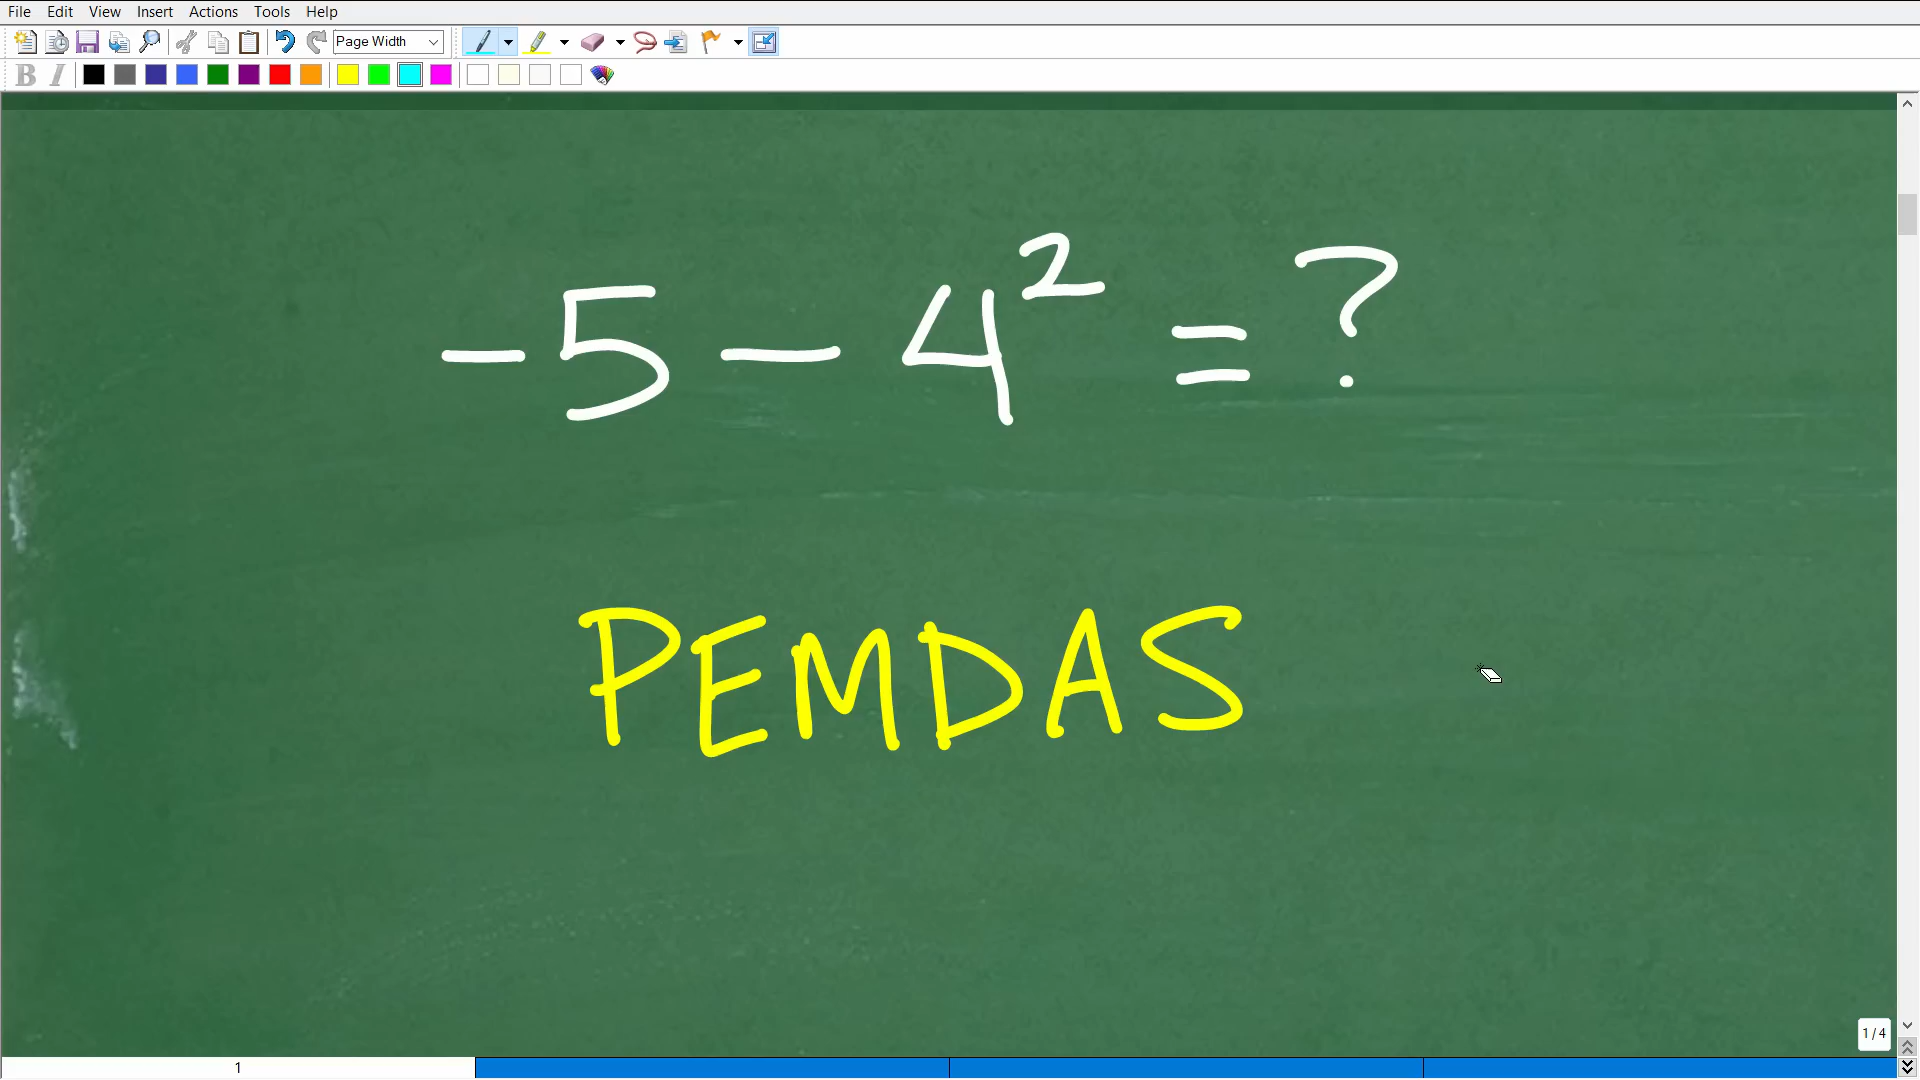 File Edit View Insert Actions Tools Help
Page Width
B I
-5 - 4² = ?
PEMDAS
1 / 4
1